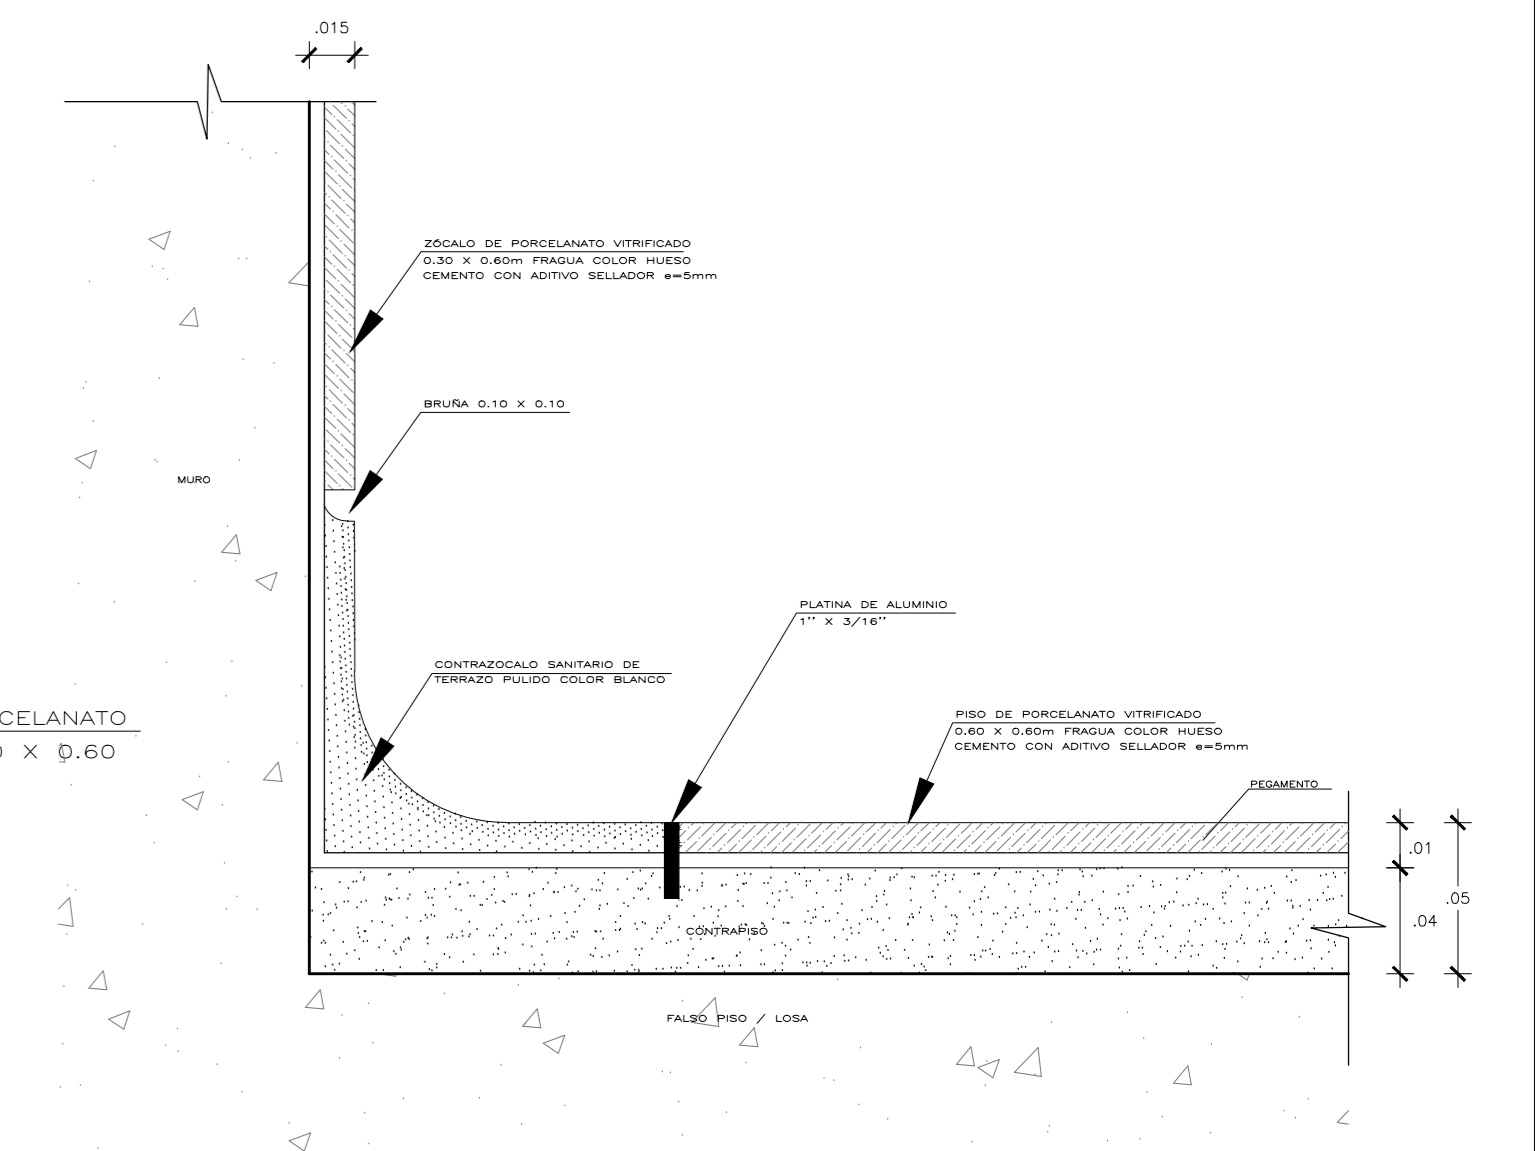 .015
ZÓCALO DE PORCELANATO VITRIFICADO
0.30 X 0.60m FRAGUA COLOR HUESO
CEMENTO CON ADITIVO SELLADOR e=5mm
BRUÑA 0.10 X 0.10
MURO
PLATINA DE ALUMINIO
1'' X 3/16''
CONTRAZOCALO SANITARIO DE
TERRAZO PULIDO COLOR BLANCO
CELANATO
X 0.60
PISO DE PORCELANATO VITRIFICADO
0.60 X 0.60m FRAGUA COLOR HUESO
CEMENTO CON ADITIVO SELLADOR e=5mm
PEGAMENTO
.01
.05
.04
CONTRAPISO
FALSO PISO / LOSA